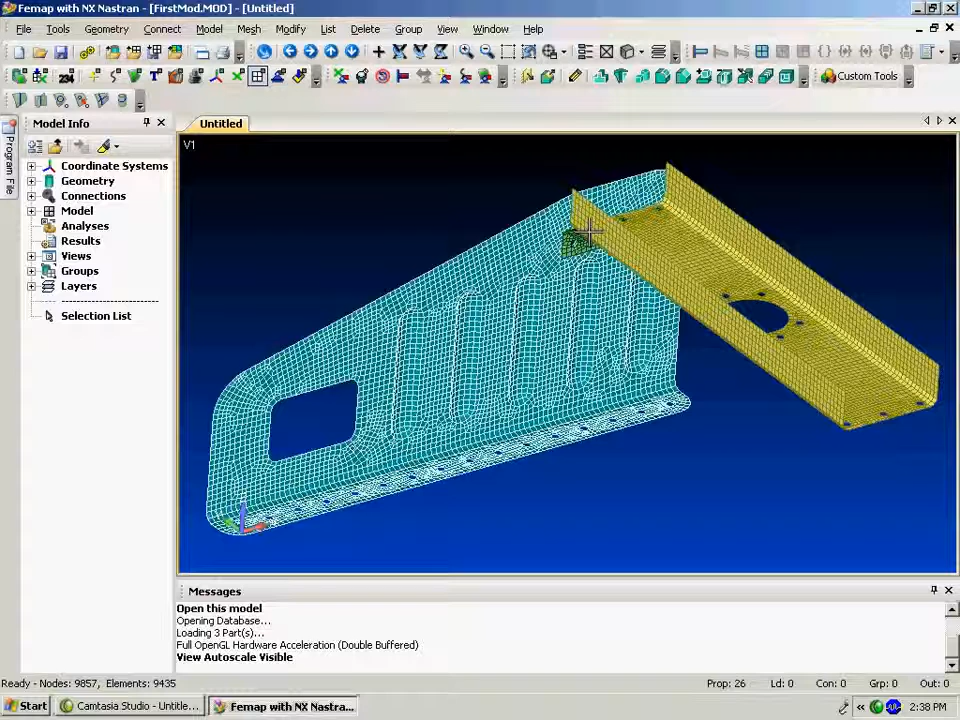 Femap with NX Nastran - [FirstMod.MOD] - [Untitled]
File Tools Geometry Connect Model Mesh Modify List Delete Group View Window Help
234
Custom Tools
Model Info
Untitled
Program File
V1
Coordinate Systems
Geometry
Connections
Model
Analyses
Results
Views
Groups
Layers
Selection List
Messages
Open this model
Opening Database...
Loading 3 Part(s)...
Full OpenGL Hardware Acceleration (Double Buffered)
View Autoscale Visible
Ready - Nodes: 9857, Elements: 9435
Prop: 26 Ld: 0 Con: 0 Grp: 0 Out: 0
Start Camtasia Studio - Untitle... Femap with NX Nastra... 2:38 PM